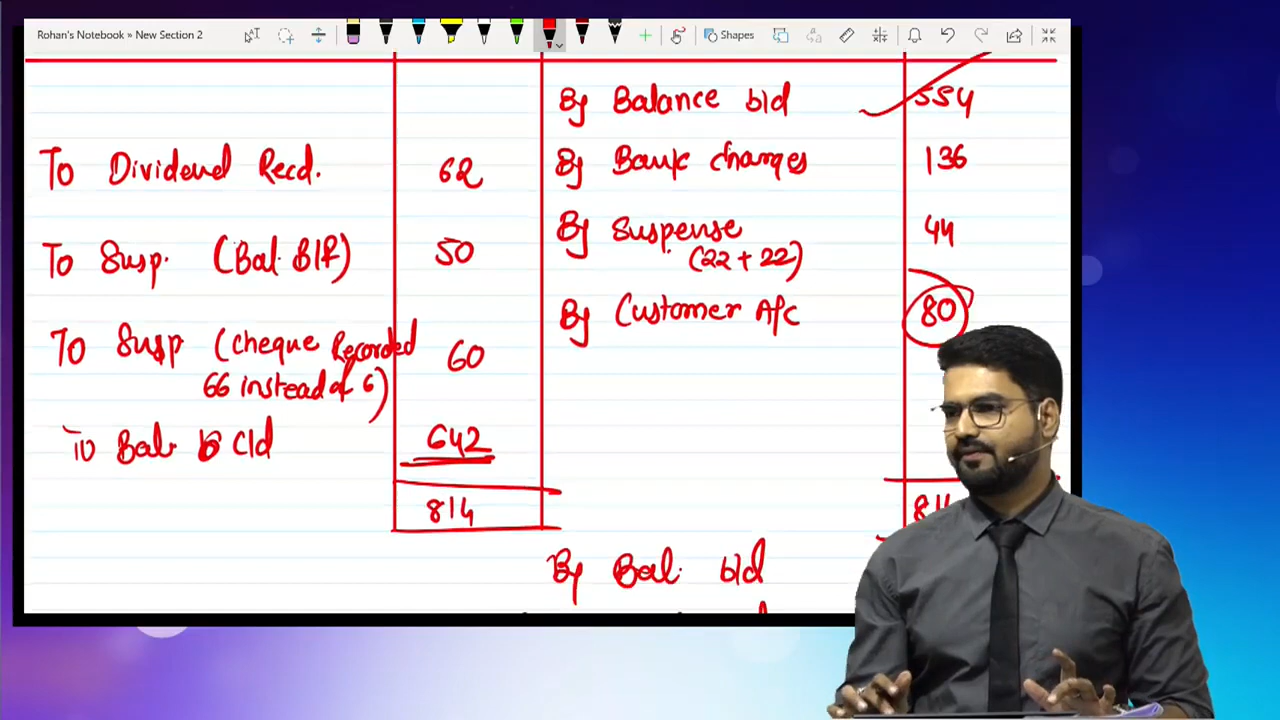 Rohan's Notebook » New Section 2
Shapes
By Balance b/d 554
To Dividend Recd. 62
By Bank charges 136
To Susp. (Bal. B/F) 50
By Suspense 44
(22 + 22)
By Customer A/c 80
To Susp (Cheque Recorded 60
66 instead of 6)
To Bal. C/d 642
814
By Bal. b/d